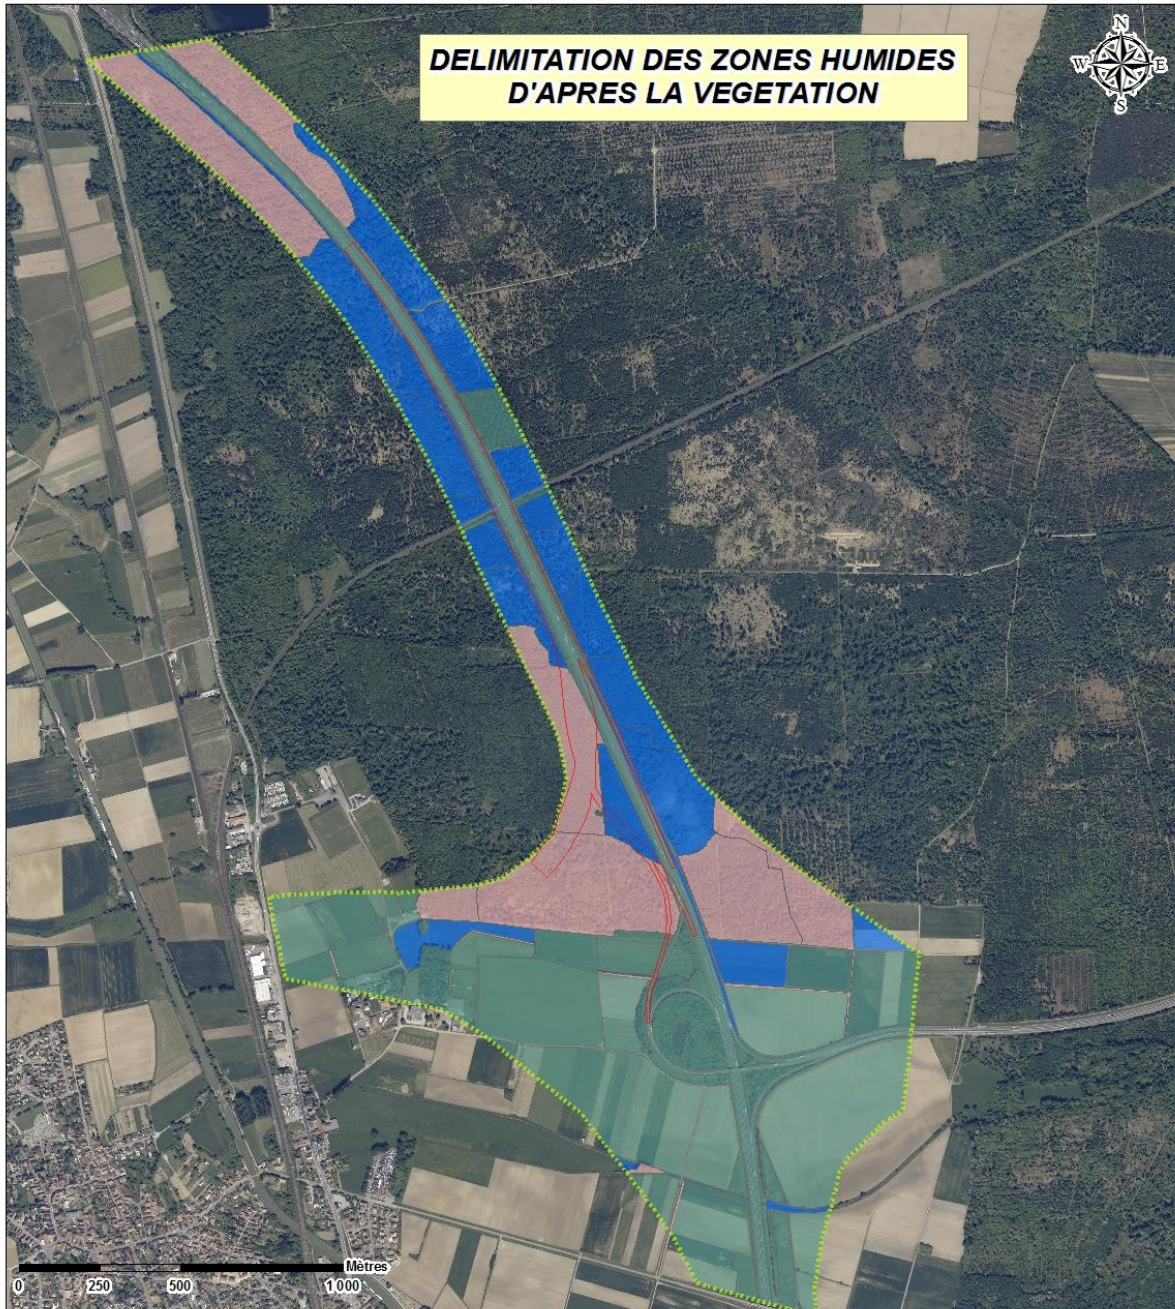 DELIMITATION DES ZONES HUMIDES
D'APRES LA VEGETATION
N
W E
S
Mètres
0 250 500 1 000